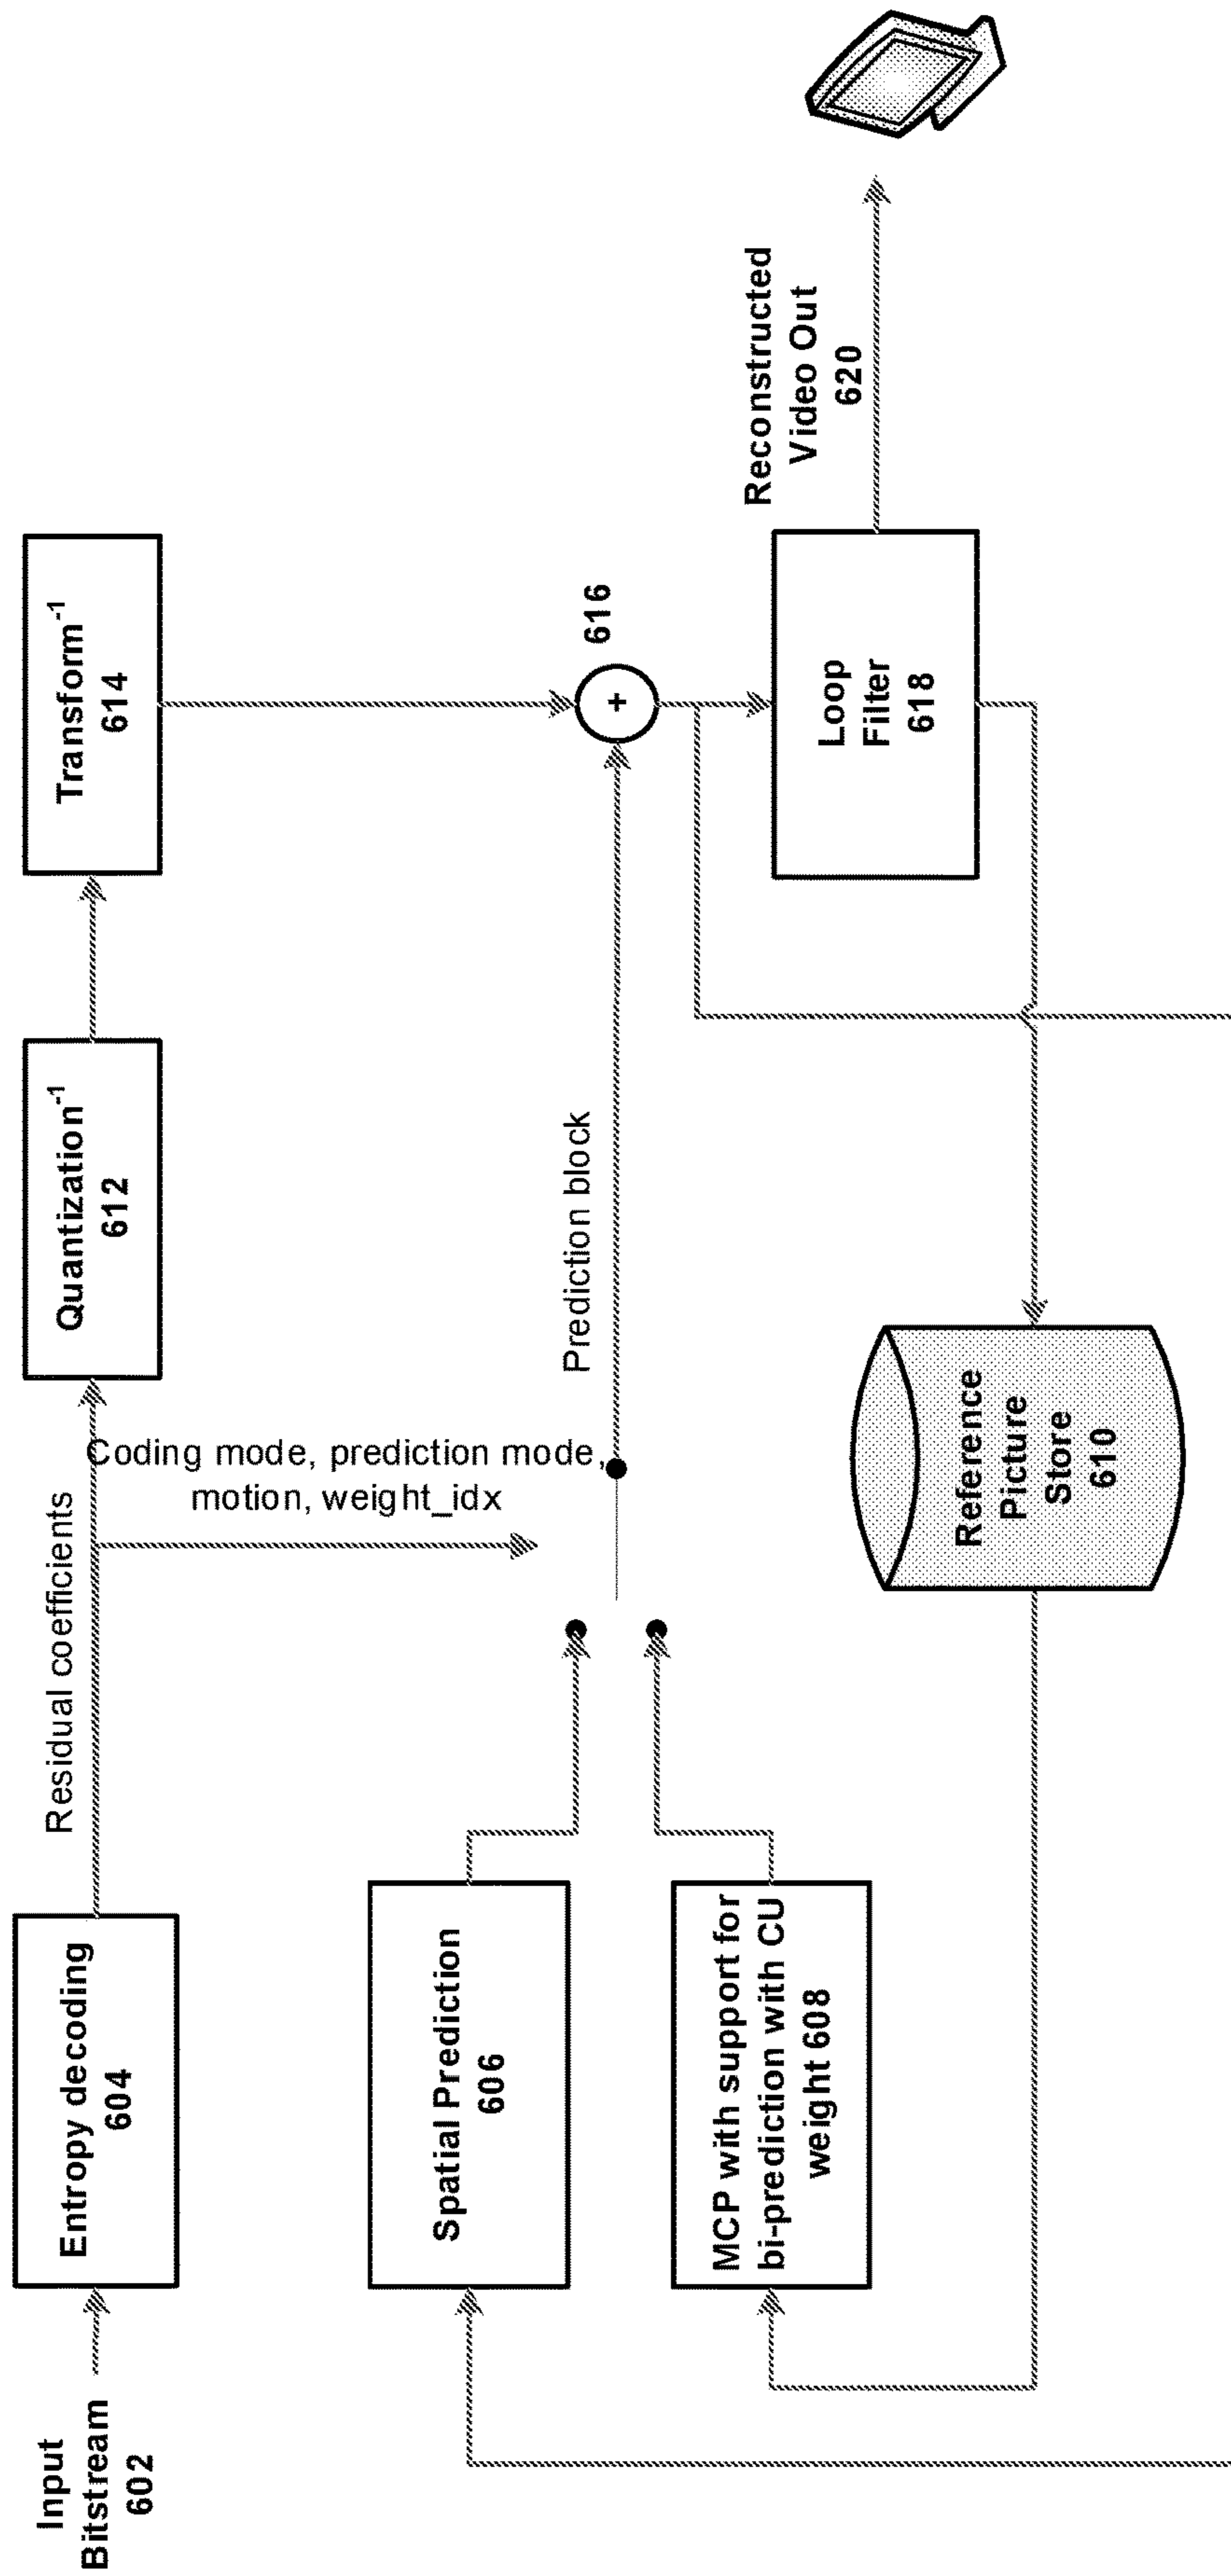 Input
Bitstream
602
Entropy decoding
604
Residual coefficients
Quantization-1
612
Transform-1
614
Coding mode, prediction mode,
motion, weight_idx
Spatial Prediction
606
Prediction block
616
+
MCP with support for
bi-prediction with CU
weight 608
Reference
Picture
Store
610
Loop
Filter
618
Reconstructed
Video Out
620